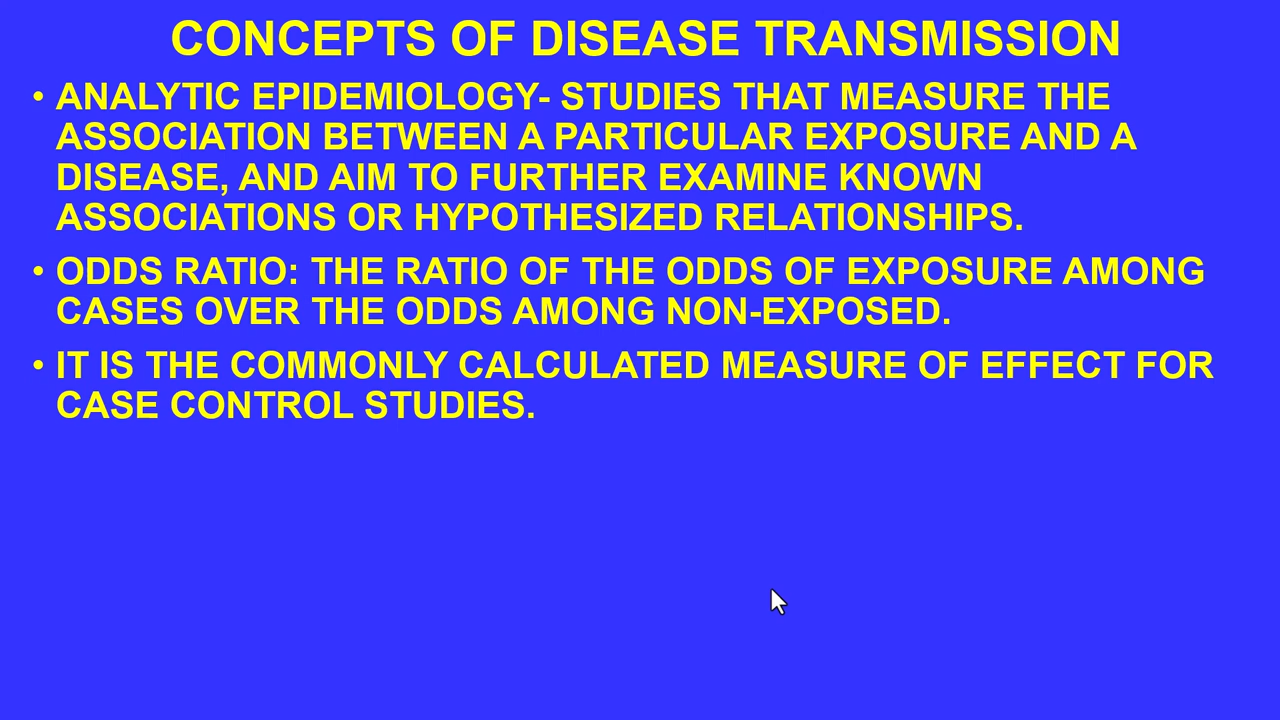 CONCEPTS OF DISEASE TRANSMISSION
• ANALYTIC EPIDEMIOLOGY- STUDIES THAT MEASURE THE
ASSOCIATION BETWEEN A PARTICULAR EXPOSURE AND A
DISEASE, AND AIM TO FURTHER EXAMINE KNOWN
ASSOCIATIONS OR HYPOTHESIZED RELATIONSHIPS.
• ODDS RATIO: THE RATIO OF THE ODDS OF EXPOSURE AMONG
CASES OVER THE ODDS AMONG NON-EXPOSED.
• IT IS THE COMMONLY CALCULATED MEASURE OF EFFECT FOR
CASE CONTROL STUDIES.